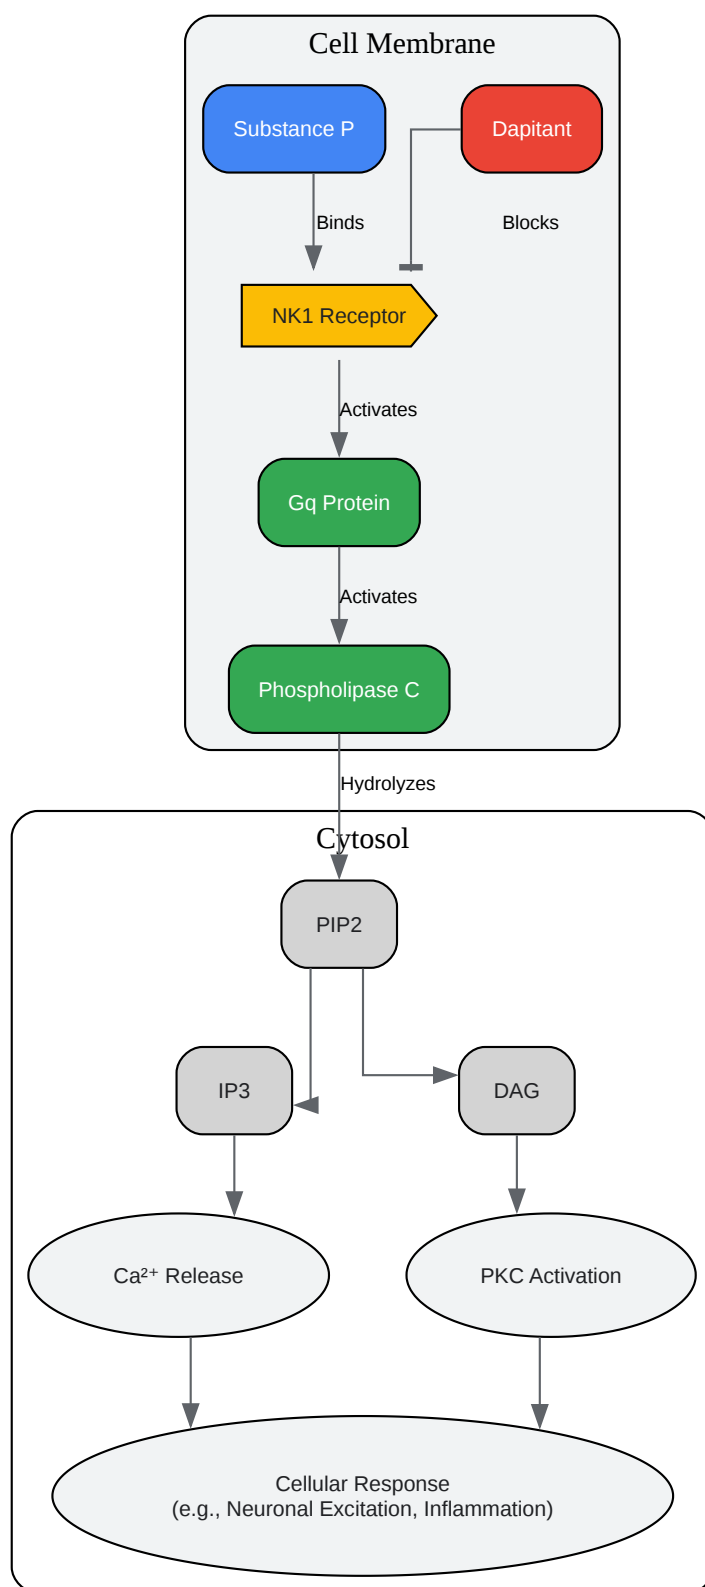 Cell Membrane
Substance P
Dapitant
Binds
Blocks
NK1 Receptor
Activates
Gq Protein
Activates
Phospholipase C
Hydrolyzes
Cytosol
PIP2
IP3
DAG
Ca²⁺ Release
PKC Activation
Cellular Response
(e.g., Neuronal Excitation, Inflammation)